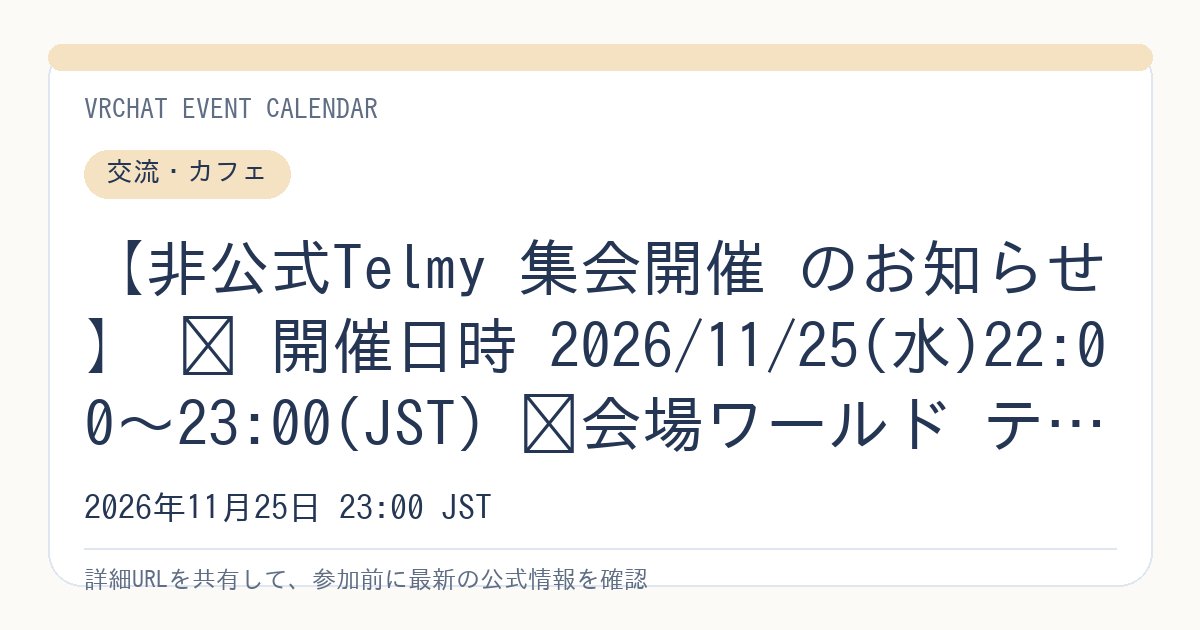 VRCHAT EVENT CALENDAR
交流・カフェ
【非公式Telmy 集会開催 のお知らせ
】 開催日時 2026/11/25(水)22:0
0～23:00(JST) 会場ワールド テ…
2026年11月25日 23:00 JST
詳細URLを共有して、参加前に最新の公式情報を確認